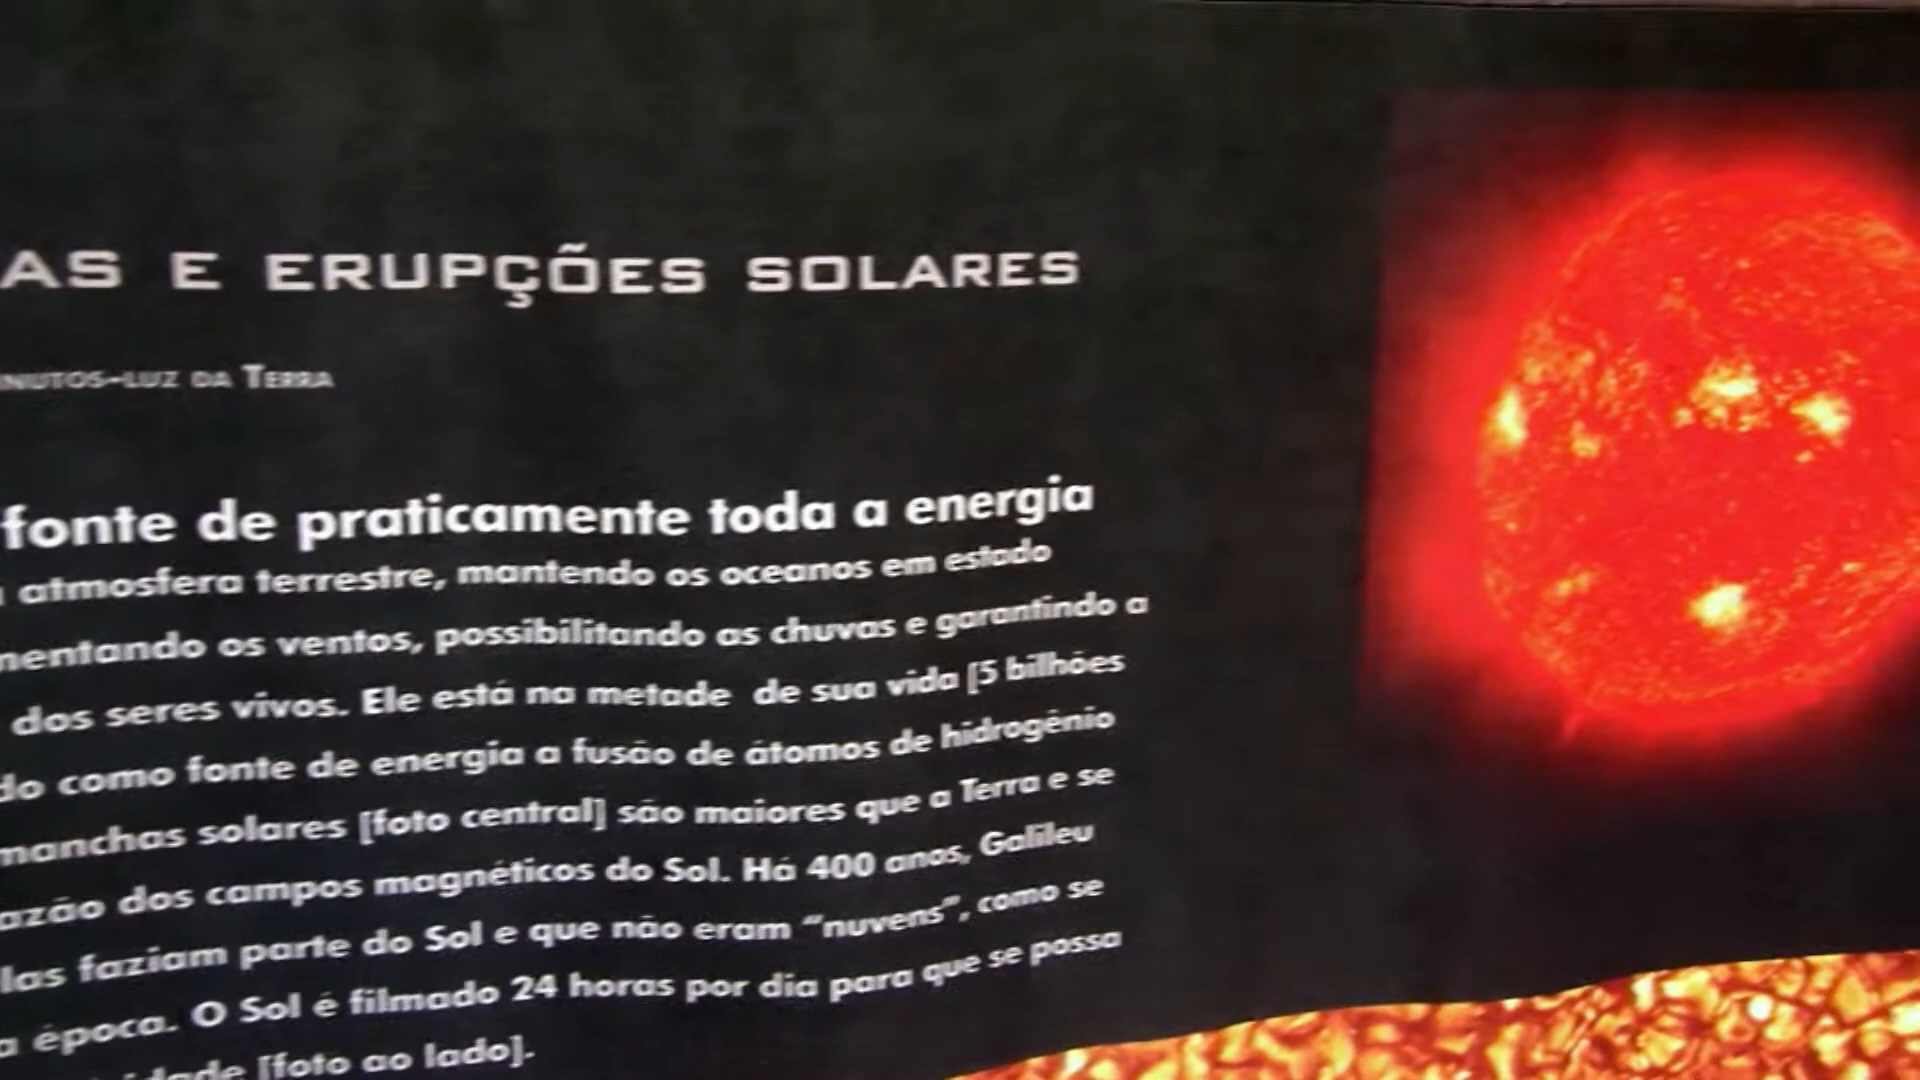 AS E ERUPÇÕES SOLARES
NUTOS-LUZ DA TERRA
fonte de praticamente toda a energia
atmosfera terrestre, mantendo os oceanos em estado
mentando os ventos, possibilitando as chuvas e garantindo a
dos seres vivos. Ele está na metade de sua vida [5 bilhões
do como fonte de energia a fusão de átomos de hidrogênio
manchas solares [foto central] são maiores que a Terra e se
azão dos campos magnéticos do Sol. Há 400 anos, Galileu
las faziam parte do Sol e que não eram “nuvens”, como se
a época. O Sol é filmado 24 horas por dia para que se possa
idade [foto ao lado].